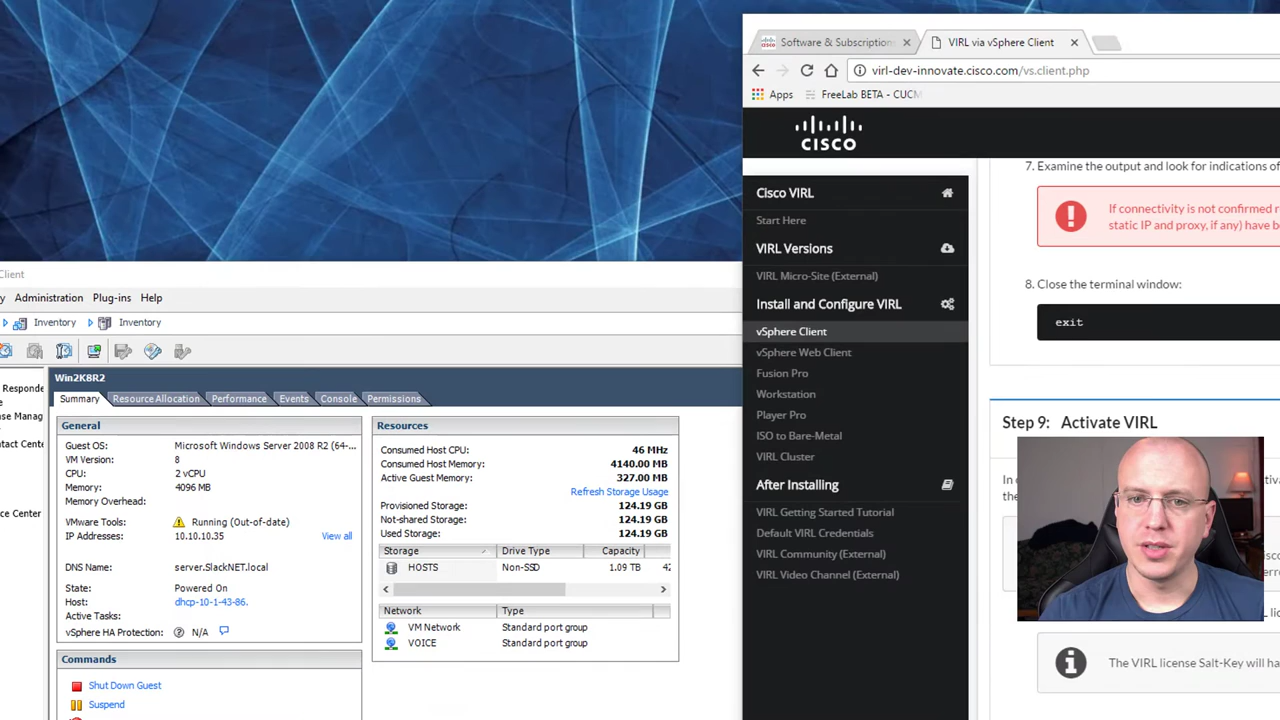 Software & Subscription
VIRL via vSphere Client
virl-dev-innovate.cisco.com/vs.client.php
Apps
FreeLab BETA - CUCM
CISCO
7. Examine the output and look for indications of
If connectivity is not confirmed
static IP and proxy, if any) have
8. Close the terminal window:
exit
Step 9: Activate VIRL
The VIRL license Salt-Key will
Cisco VIRL
Start Here
VIRL Versions
VIRL Micro-Site (External)
Install and Configure VIRL
vSphere Client
vSphere Web Client
Fusion Pro
Workstation
Player Pro
ISO to Bare-Metal
VIRL Cluster
After Installing
VIRL Getting Started Tutorial
Default VIRL Credentials
VIRL Community (External)
VIRL Video Channel (External)
Client
y Administration Plug-ins Help
Inventory Inventory
Responde
ase Manag
ntact Center
ce Center
Win2K8R2
Summary Resource Allocation Performance Events Console Permissions
General
Guest OS: Microsoft Windows Server 2008 R2 (64-...
VM Version: 8
CPU: 2 vCPU
Memory: 4096 MB
Memory Overhead:
VMware Tools: Running (Out-of-date)
IP Addresses: 10.10.10.35 View all
DNS Name: server.SlackNET.local
State: Powered On
Host: dhcp-10-1-43-86.
Active Tasks:
vSphere HA Protection: N/A
Commands
Shut Down Guest
Suspend
Resources
Consumed Host CPU: 46 MHz
Consumed Host Memory: 4140.00 MB
Active Guest Memory: 327.00 MB
Refresh Storage Usage
Provisioned Storage: 124.19 GB
Not-shared Storage: 124.19 GB
Used Storage: 124.19 GB
Storage Drive Type Capacity
HOSTS Non-SSD 1.09 TB 42
Network Type
VM Network Standard port group
VOICE Standard port group